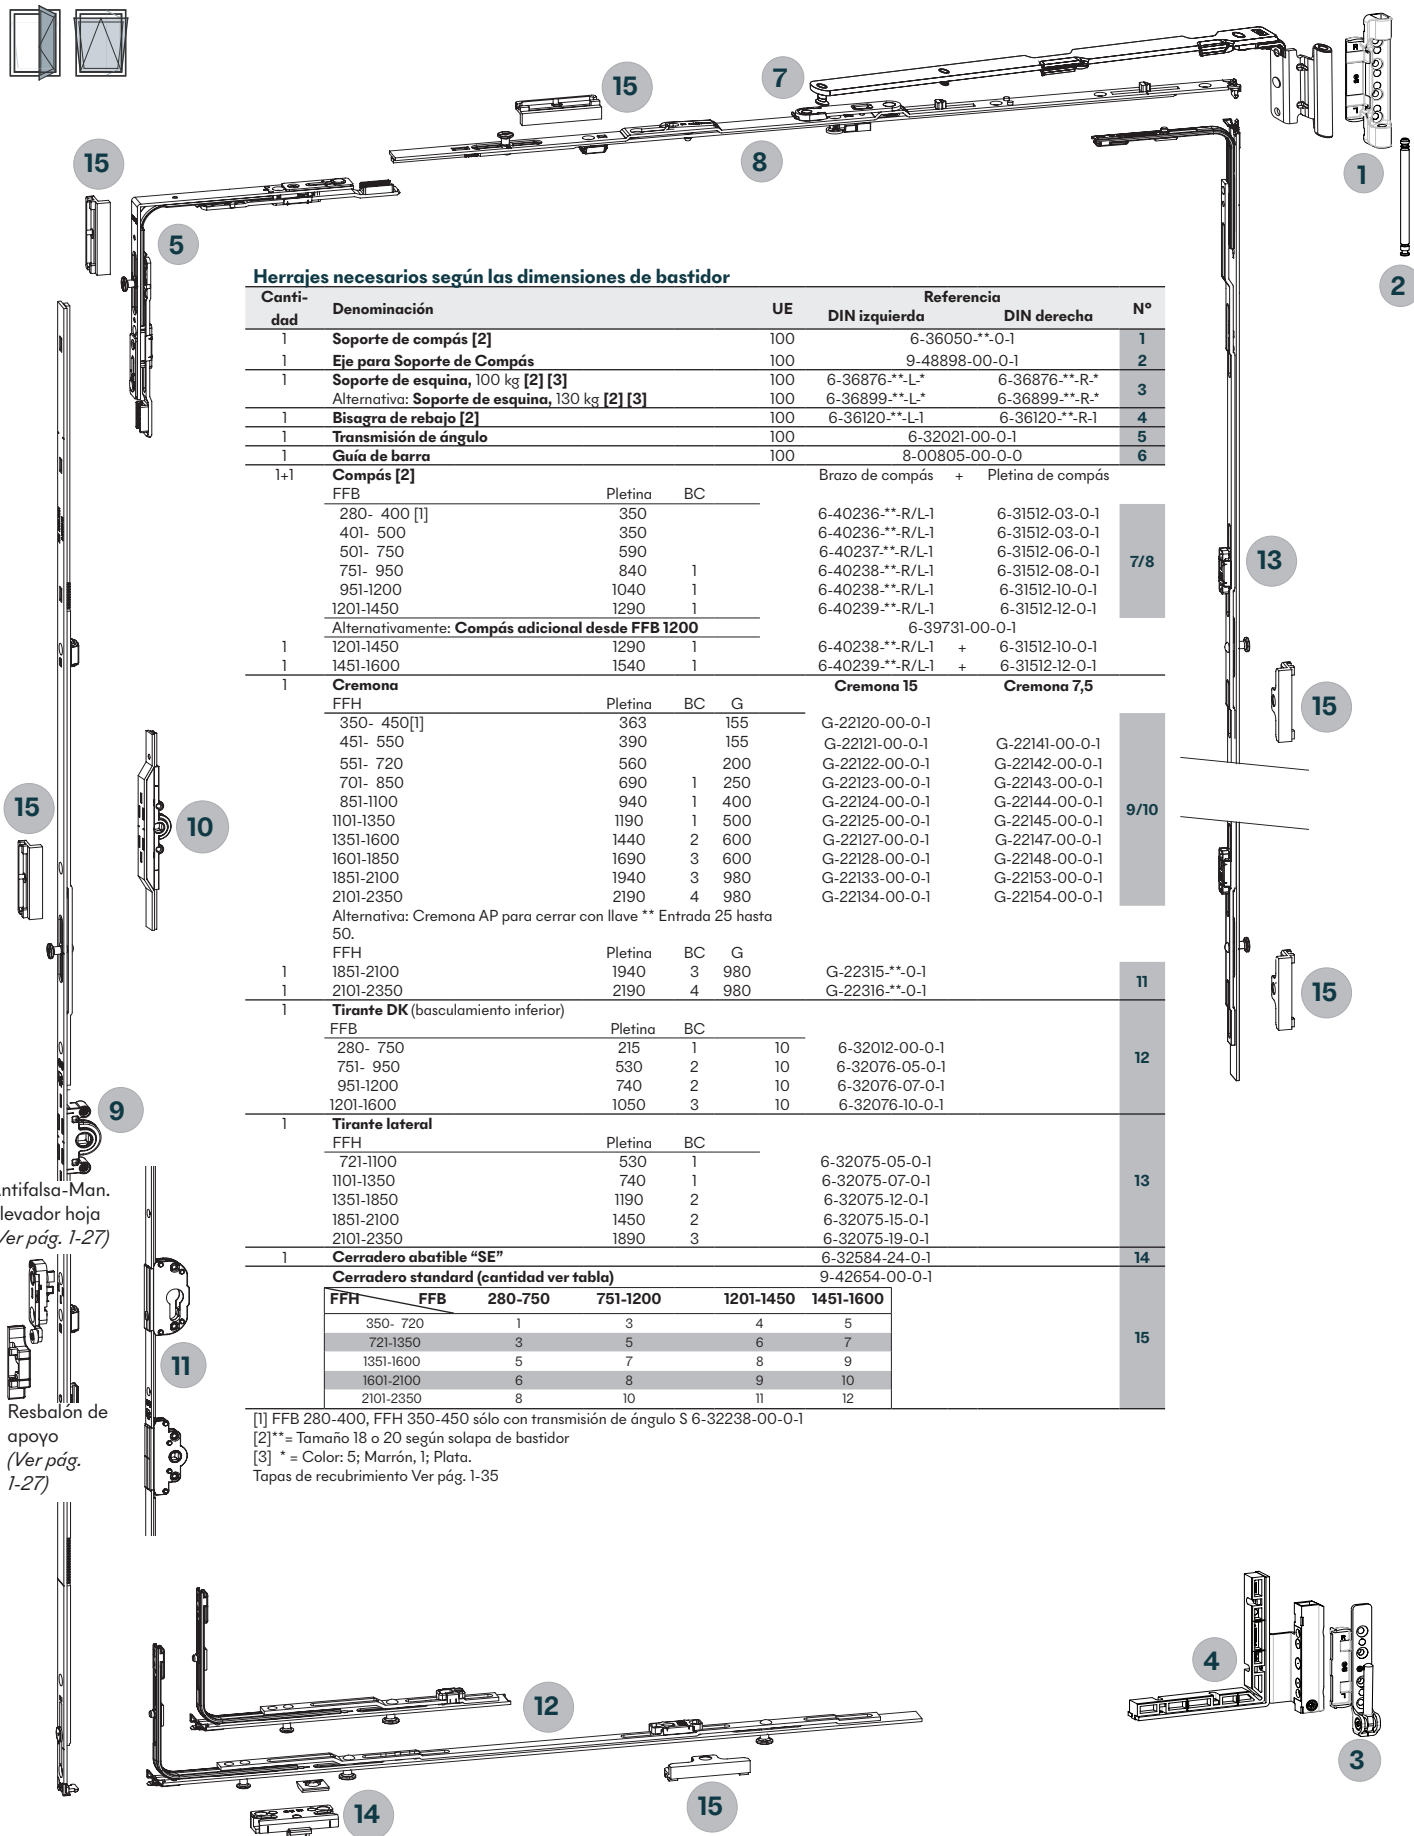 15
7
15
8
1
5
2
Herrajes necesarios según las dimensiones de bastidor
Canti-dad Denominación UE Referencia Nº
DIN izquierda DIN derecha
1 Soporte de compás [2] 100 6-36050-**-0-1 1
1 Eje para Soporte de Compás 100 9-48898-00-0-1 2
1 Soporte de esquina, 100 kg [2] [3] 100 6-36876-**-L-* 6-36876-**-R-* 3
Alternativa: Soporte de esquina, 130 kg [2] [3] 100 6-36899-**-L-* 6-36899-**-R-*
1 Bisagra de rebajo [2] 100 6-36120-**-L-1 6-36120-**-R-1 4
1 Transmisión de ángulo 100 6-32021-00-0-1 5
1 Guía de barra 100 8-00805-00-0-0 6
1+1 Compás [2] Brazo de compás + Pletina de compás
FFB Pletina BC
280- 400 [1] 350 6-40236-**-R/L-1 6-31512-03-0-1
401- 500 350 6-40236-**-R/L-1 6-31512-03-0-1
501- 750 590 6-40237-**-R/L-1 6-31512-06-0-1
751- 950 840 1 6-40238-**-R/L-1 6-31512-08-0-1
951-1200 1040 1 6-40238-**-R/L-1 6-31512-10-0-1
1201-1450 1290 1 6-40239-**-R/L-1 6-31512-12-0-1
7/8
Alternativamente: Compás adicional desde FFB 1200 6-39731-00-0-1
1 1201-1450 1290 1 6-40238-**-R/L-1 + 6-31512-10-0-1
1 1451-1600 1540 1 6-40239-**-R/L-1 + 6-31512-12-0-1
1 Cremona Cremona 15 Cremona 7,5
FFH Pletina BC G
350- 450[1] 363 155 G-22120-00-0-1
451- 550 390 155 G-22121-00-0-1 G-22141-00-0-1
551- 720 560 200 G-22122-00-0-1 G-22142-00-0-1
701- 850 690 1 250 G-22123-00-0-1 G-22143-00-0-1
851-1100 940 1 400 G-22124-00-0-1 G-22144-00-0-1
1101-1350 1190 1 500 G-22125-00-0-1 G-22145-00-0-1
1351-1600 1440 2 600 G-22127-00-0-1 G-22147-00-0-1
1601-1850 1690 3 600 G-22128-00-0-1 G-22148-00-0-1
1851-2100 1940 3 980 G-22133-00-0-1 G-22153-00-0-1
2101-2350 2190 4 980 G-22134-00-0-1 G-22154-00-0-1
9/10
Alternativa: Cremona AP para cerrar con llave ** Entrada 25 hasta
50.
FFH Pletina BC G
1 1851-2100 1940 3 980 G-22315-**-0-1
1 2101-2350 2190 4 980 G-22316-**-0-1
11
1 Tirante DK (basculamiento inferior)
FFB Pletina BC
280- 750 215 1 10 6-32012-00-0-1
751- 950 530 2 10 6-32076-05-0-1
951-1200 740 2 10 6-32076-07-0-1
1201-1600 1050 3 10 6-32076-10-0-1
12
1 Tirante lateral
FFH Pletina BC
721-1100 530 1 6-32075-05-0-1
1101-1350 740 1 6-32075-07-0-1
1351-1850 1190 2 6-32075-12-0-1
1851-2100 1450 2 6-32075-15-0-1
2101-2350 1890 3 6-32075-19-0-1
13
1 Cerradero abatible “SE” 6-32584-24-0-1 14
Cerradero standard (cantidad ver tabla) 9-42654-00-0-1
FFH FFB 280-750 751-1200 1201-1450 1451-1600
350- 720 1 3 4 5
721-1350 3 5 6 7
1351-1600 5 7 8 9
1601-2100 6 8 9 10
2101-2350 8 10 11 12
15
[1] FFB 280-400, FFH 350-450 sólo con transmisión de ángulo S 6-32238-00-0-1
[2]**= Tamaño 18 o 20 según solapa de bastidor
[3] * = Color: 5; Marrón, 1; Plata.
Tapas de recubrimiento Ver pág. 1-35
13
15
15
15
10
9
ntifalsa-Man.
levador hoja
Ver pág. 1-27)
11
Resbalón de
apoyo
(Ver pág.
1-27)
12
4
3
14
15